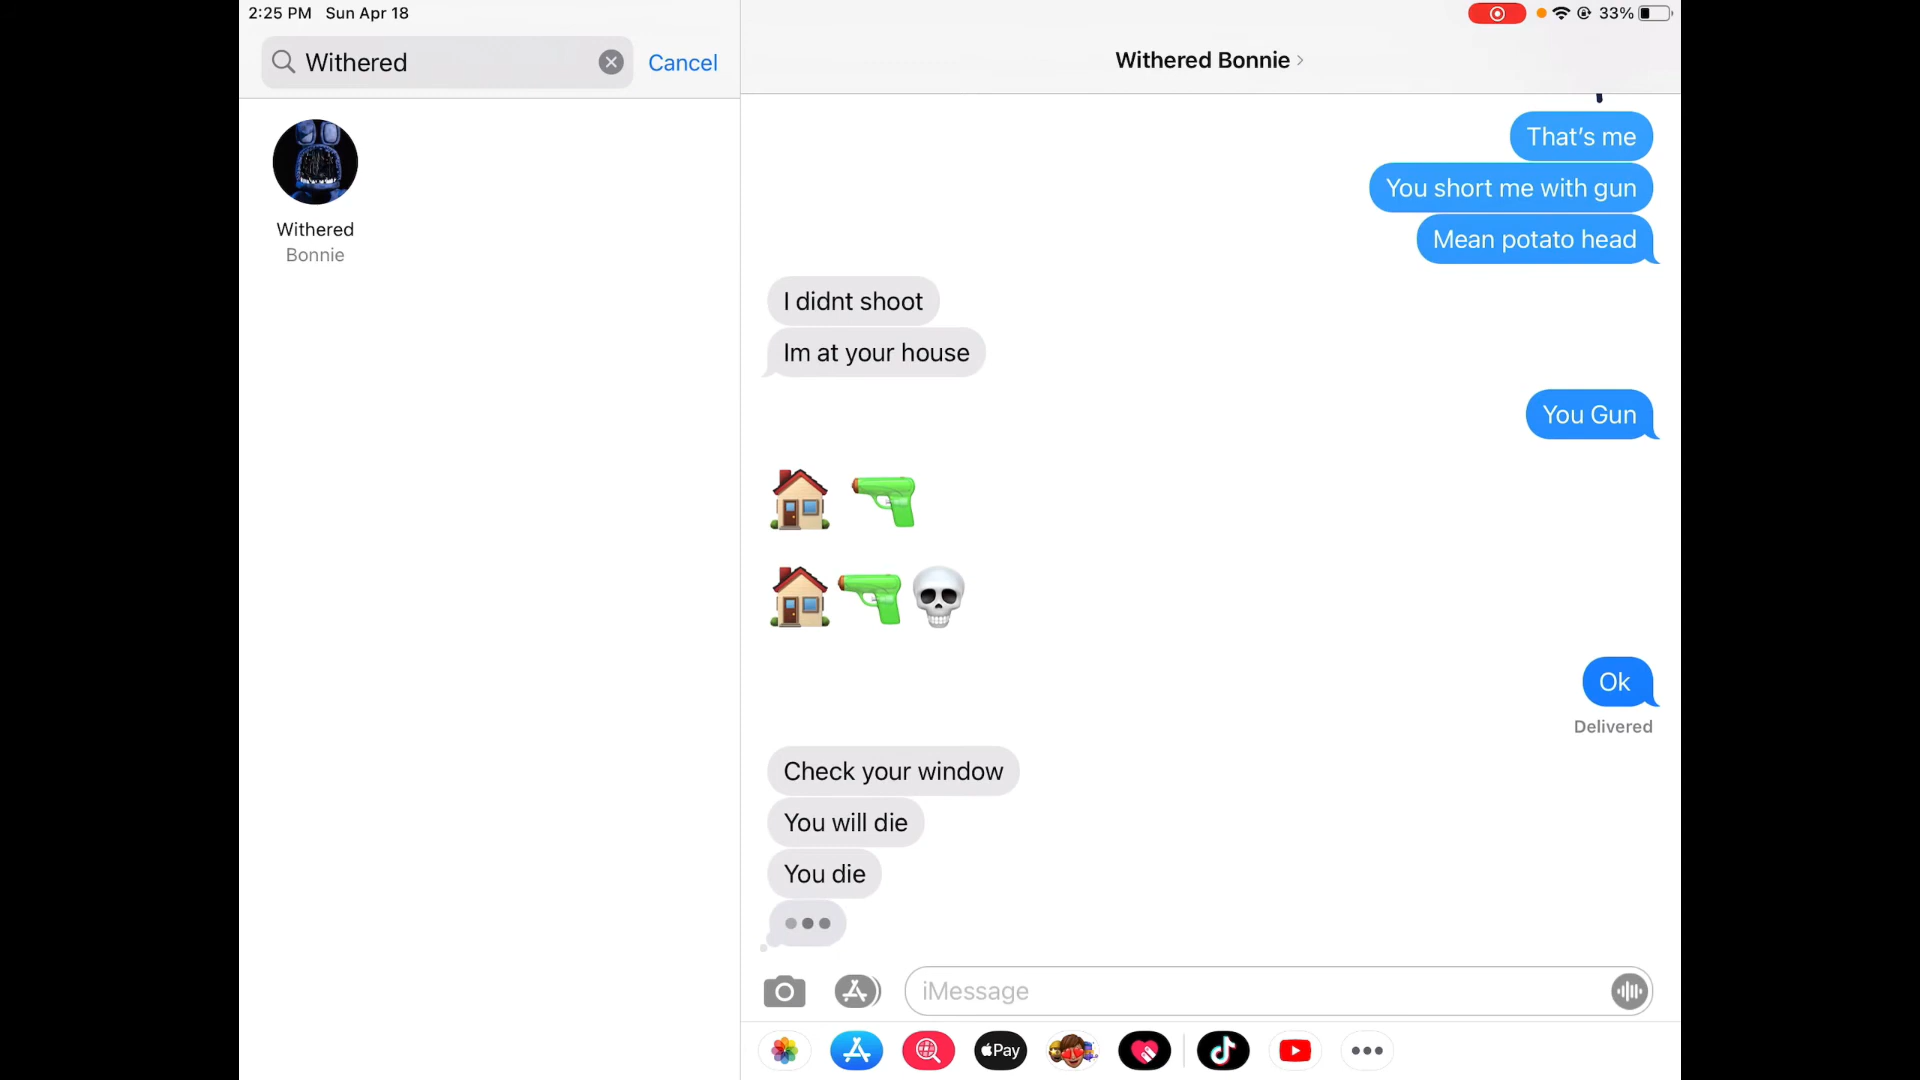 2:25 PM Sun Apr 18
33%
Withered
Cancel
Withered
Bonnie
Withered Bonnie
That's me
You short me with gun
Mean potato head
I didnt shoot
Im at your house
You Gun
Ok
Delivered
Check your window
You will die
You die
iMessage
Pay